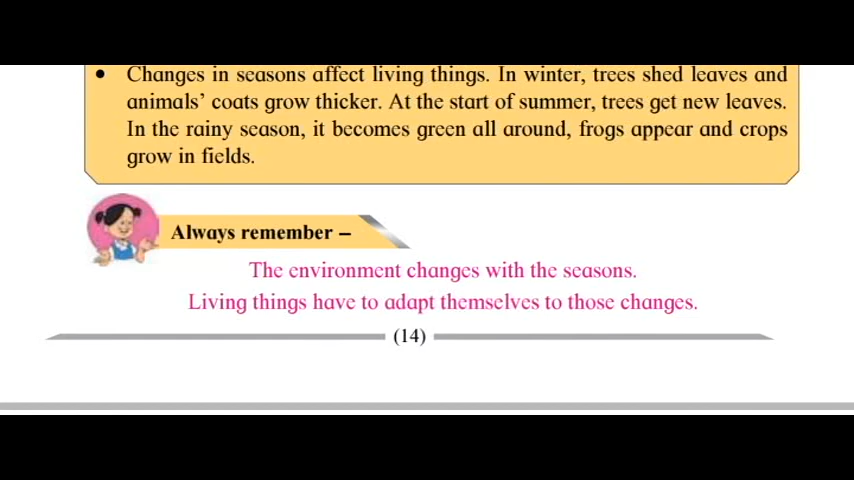 • Changes in seasons affect living things. In winter, trees shed leaves and
animals' coats grow thicker. At the start of summer, trees get new leaves.
In the rainy season, it becomes green all around, frogs appear and crops
grow in fields.
Always remember –
The environment changes with the seasons.
Living things have to adapt themselves to those changes.
(14)